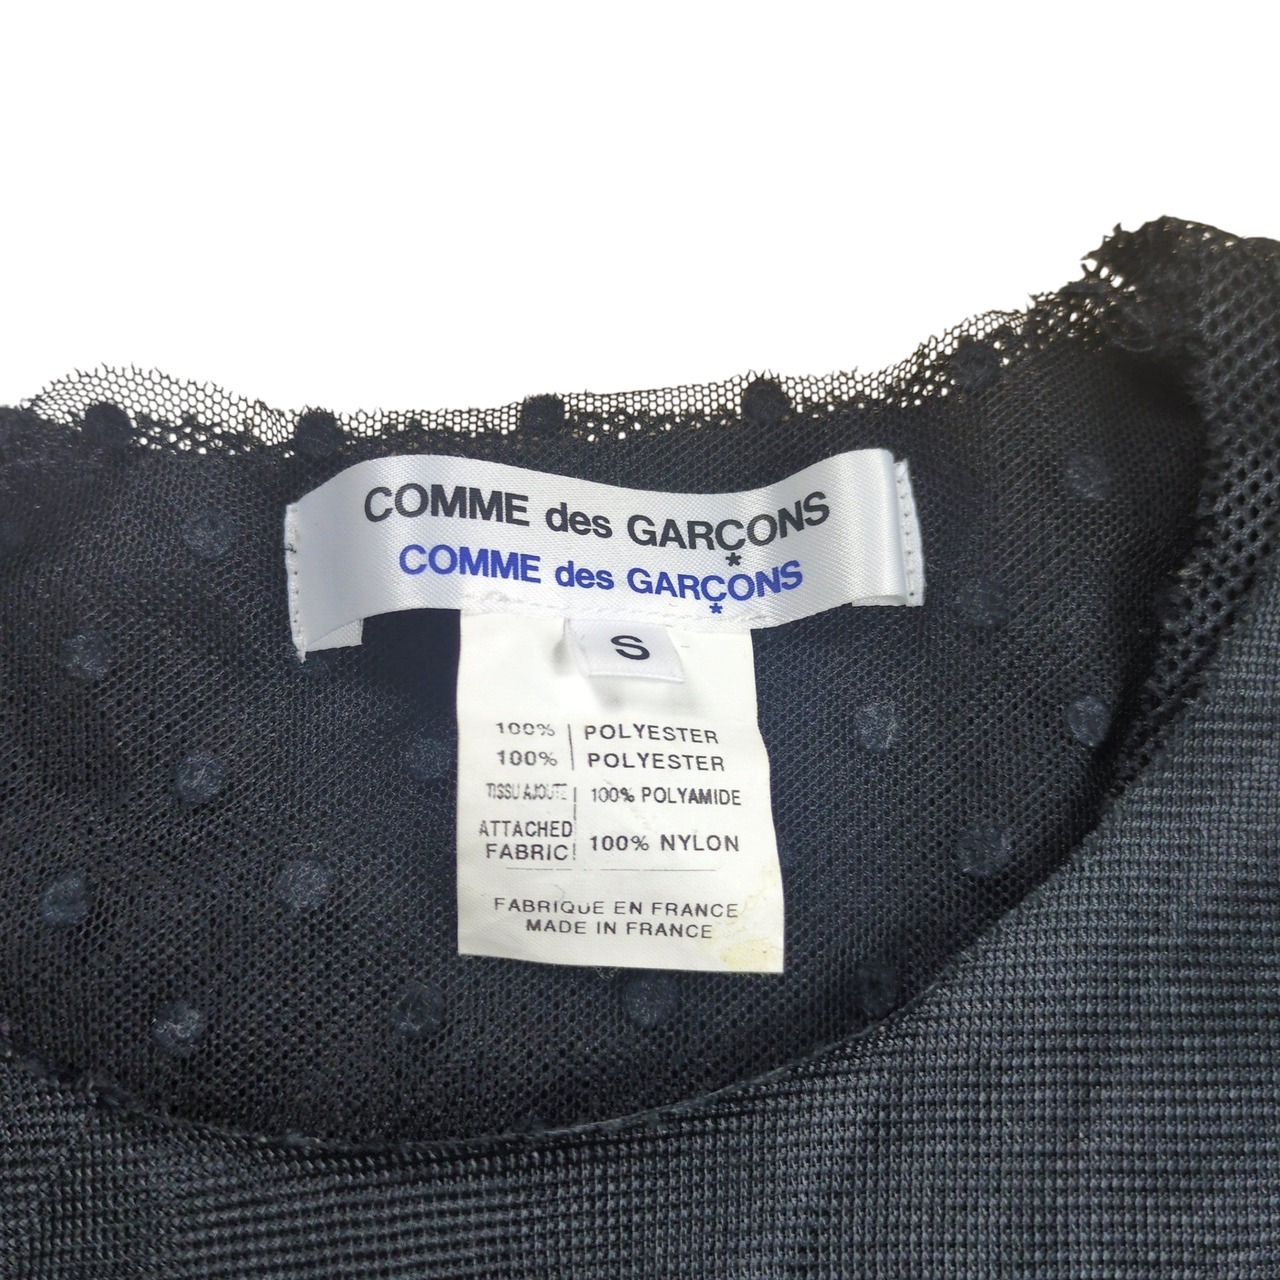 COMME des GARÇONS
COMME des GARÇONS
S
100% POLYESTER
100% POLYESTER
TISSU AJOUTE 100% POLYAMIDE
ATTACHED FABRIC 100% NYLON
FABRIQUE EN FRANCE
MADE IN FRANCE